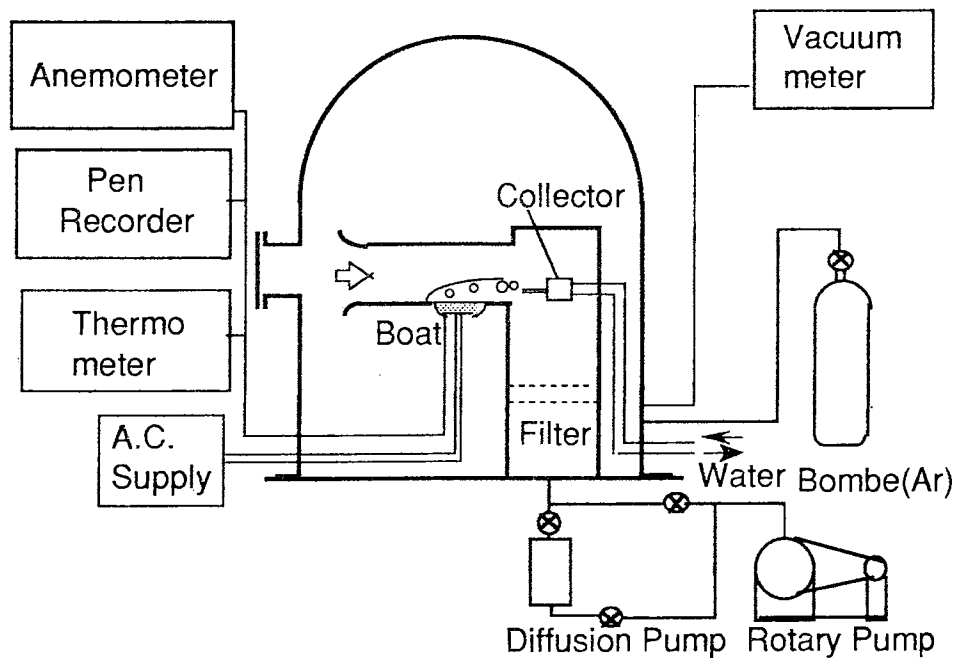 Anemometer
Pen
Recorder
Thermo
meter
A.C.
Supply
Vacuum
meter
Collector
Boat
Filter
Water
Bombe(Ar)
Diffusion Pump
Rotary Pump